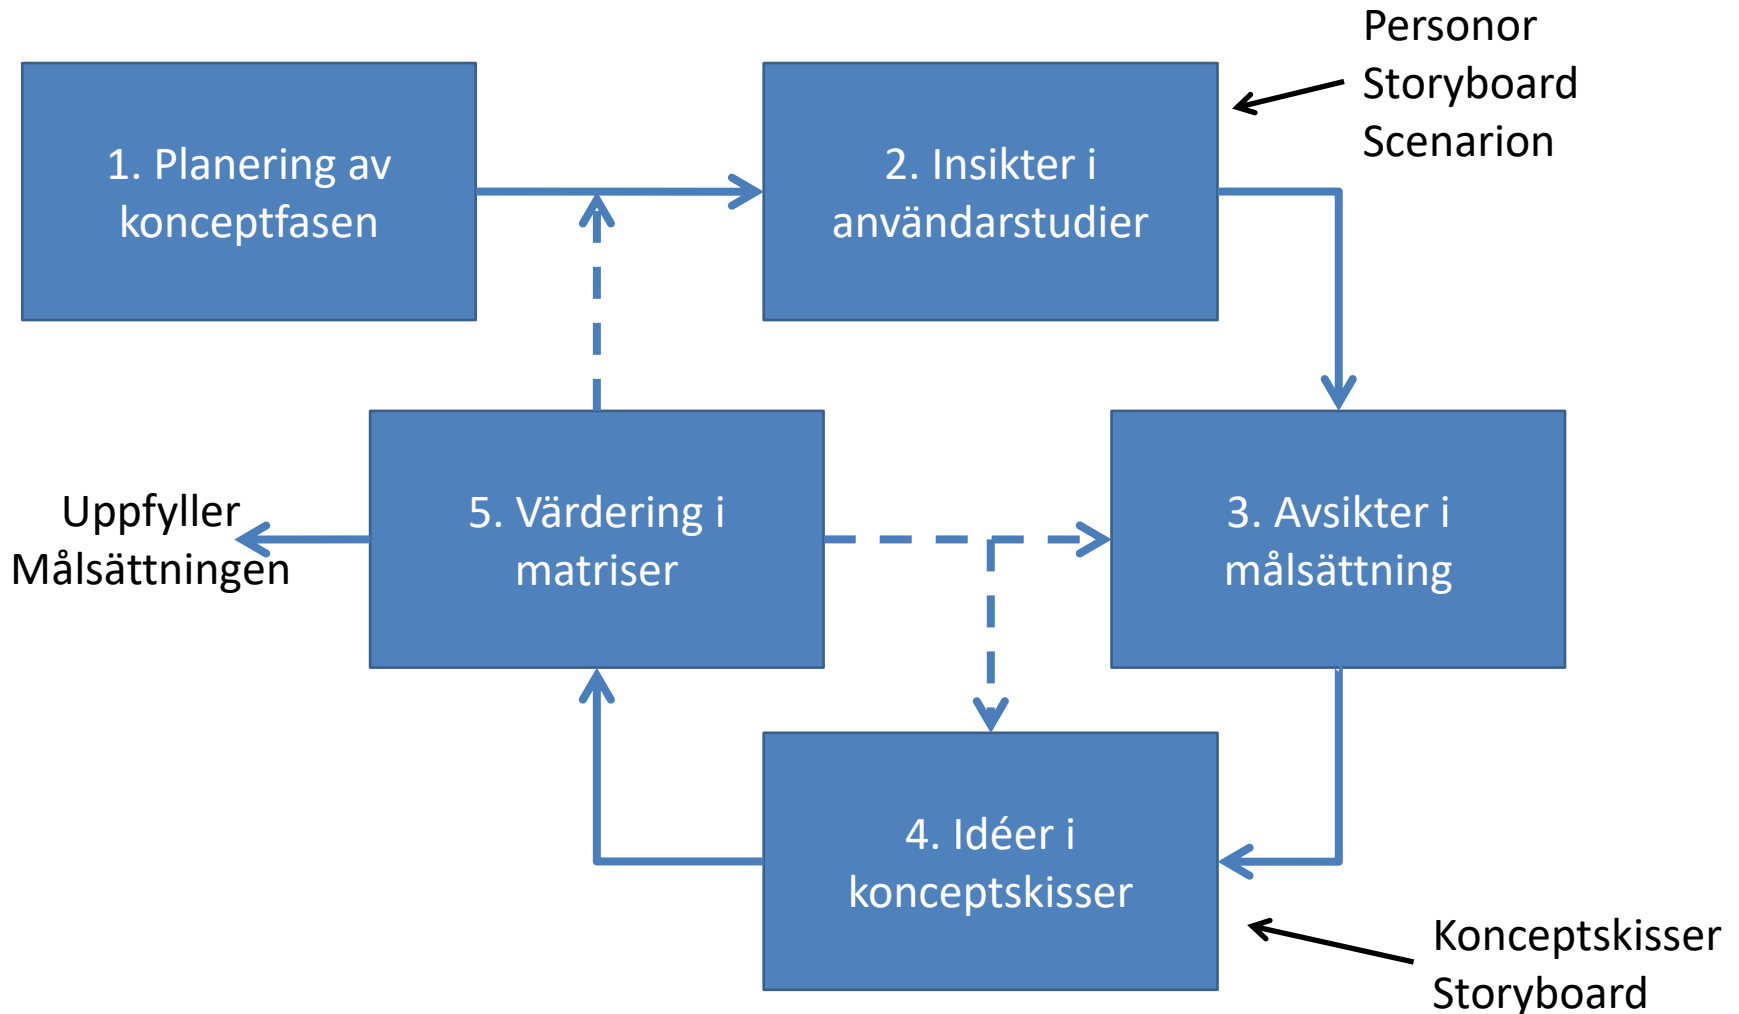 Personor
Storyboard
Scenarion
1. Planering av
konceptfasen
2. Insikter i
användarstudier
Uppfyller
Målsättningen
5. Värdering i
matriser
3. Avsikter i
målsättning
4. Idéer i
konceptskisser
Konceptskisser
Storyboard